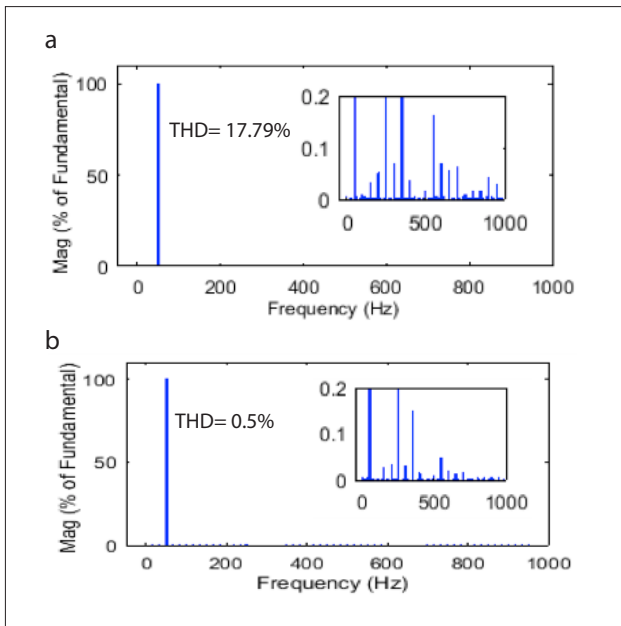 a
Mag (% of Fundamental)
100
50
0
THD= 17.79%
0.2
0.1
0
0 500 1000
0 200 400 600 800 1000
Frequency (Hz)
b
Mag (% of Fundamental)
100
50
0
THD= 0.5%
0.2
0.1
0
0 500 1000
0 200 400 600 800 1000
Frequency (Hz)